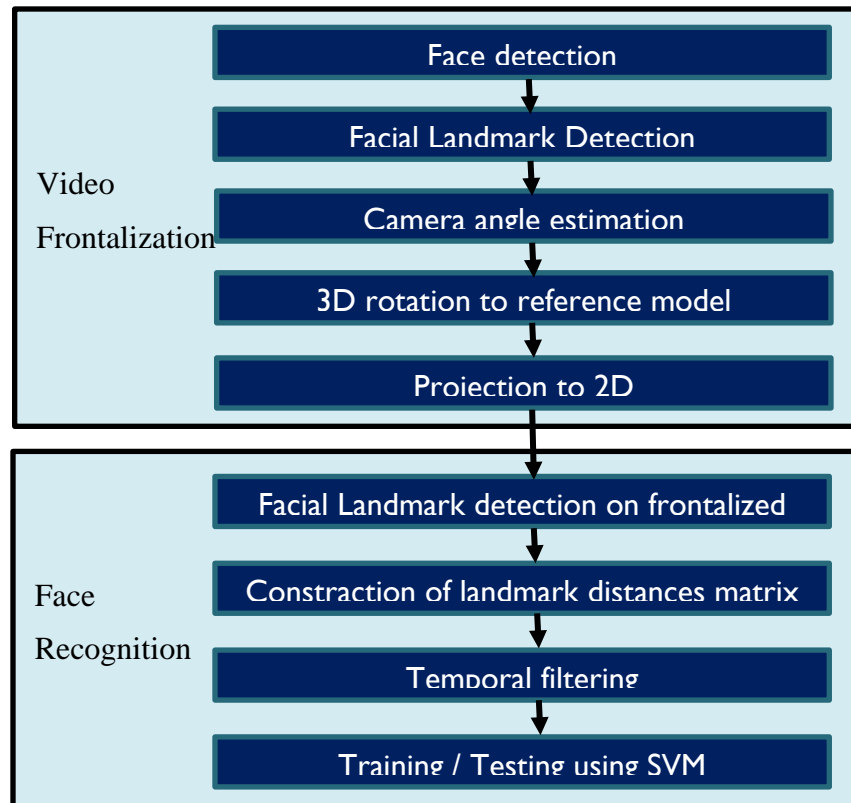 Face detection
Facial Landmark Detection
Video
Frontalization
Camera angle estimation
3D rotation to reference model
Projection to 2D
Facial Landmark detection on frontalized
Face
Recognition
Constraction of landmark distances matrix
Temporal filtering
Training / Testing using SVM